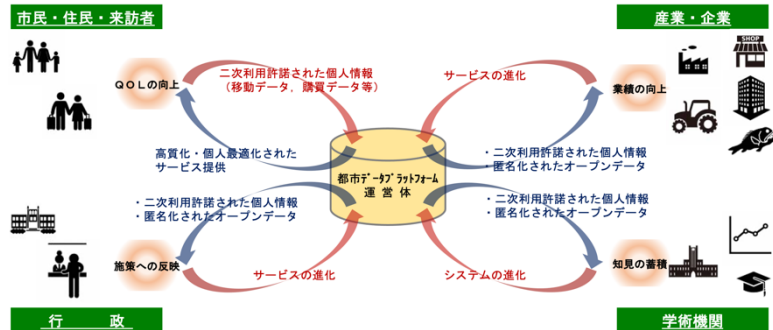 市民・住民・来訪者
産業・企業
SHOP
QOLの向上
二次利用許諾された個人情報
(移動データ,購買データ等)
サービスの進化
業績の向上
高質化・個人最適化された
サービス提供
・二次利用許諾された個人情報
・匿名化されたオープンデータ
都市データプラットフォーム
運営体
・二次利用許諾された個人情報
・匿名化されたオープンデータ
・二次利用許諾された個人情報
・匿名化されたオープンデータ
施策への反映
サービスの進化
システムの進化
知見の蓄積
行 政
学術機関